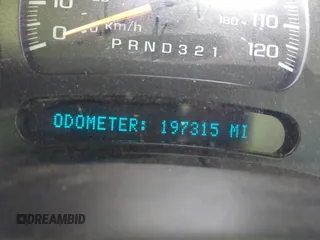 10
110
180
0
km/h
120
PRND321
ODOMETER: 197315 MI
DREAMBID